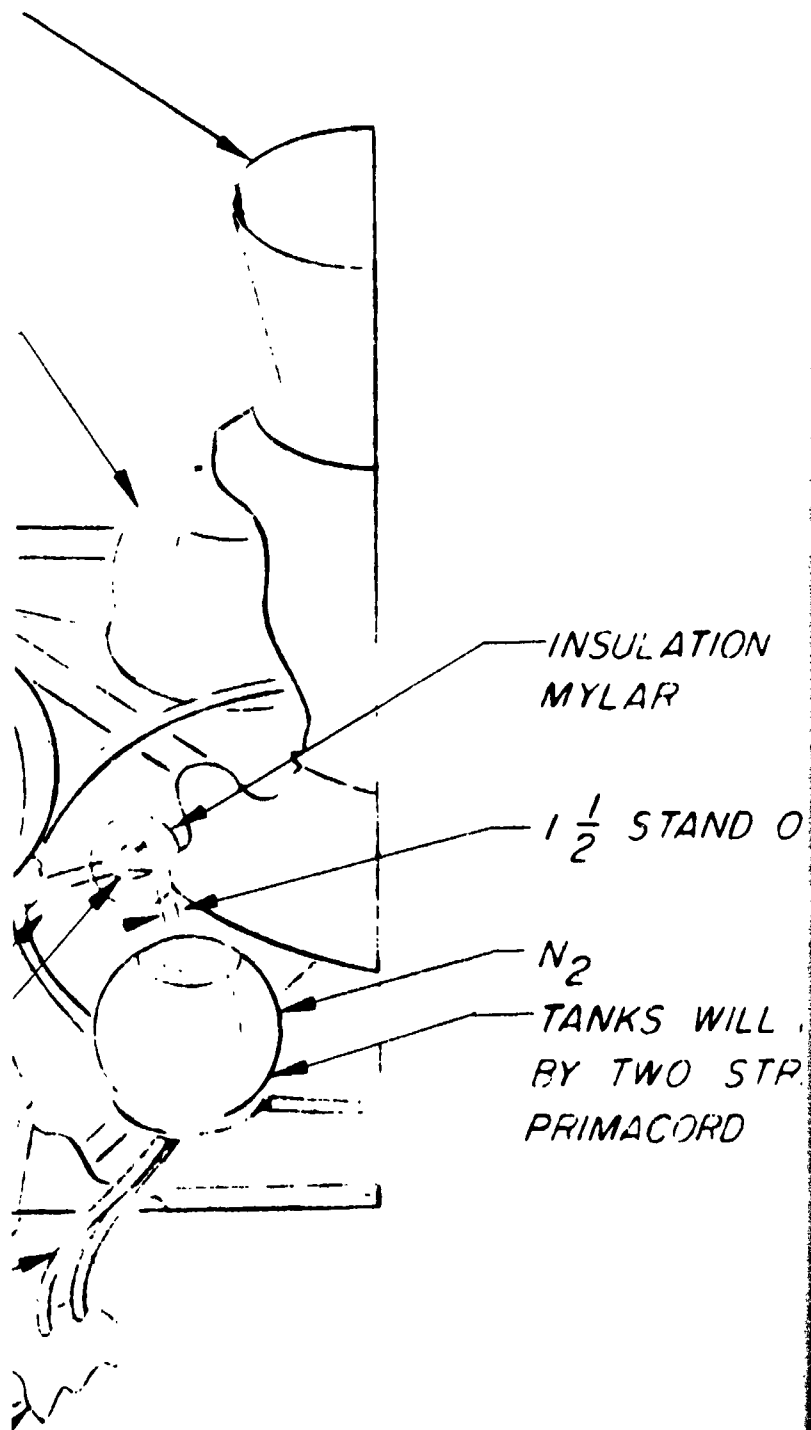 INSULATION
MYLAR
1 1/2 STAND O
N2
TANKS WILL
BY TWO STR
PRIMACORD